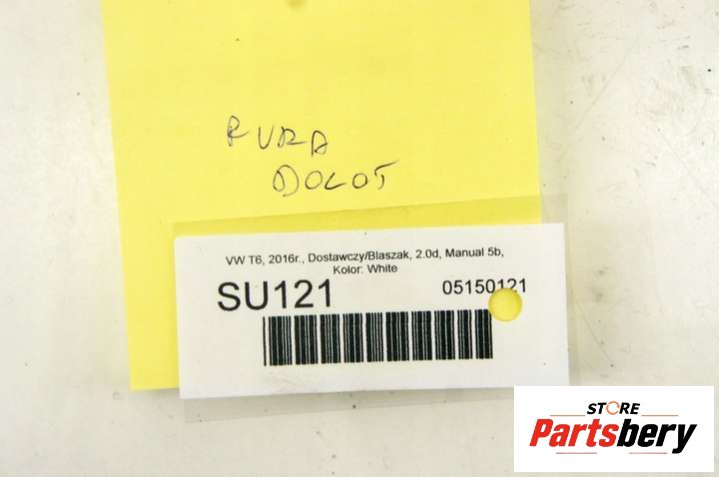 RURA
DOLOT
VW T6, 2016r., Dostawczy/Blaszak, 2.0d, Manual 5b,
Kolor: White
SU121
05150121
STORE
Partsbery